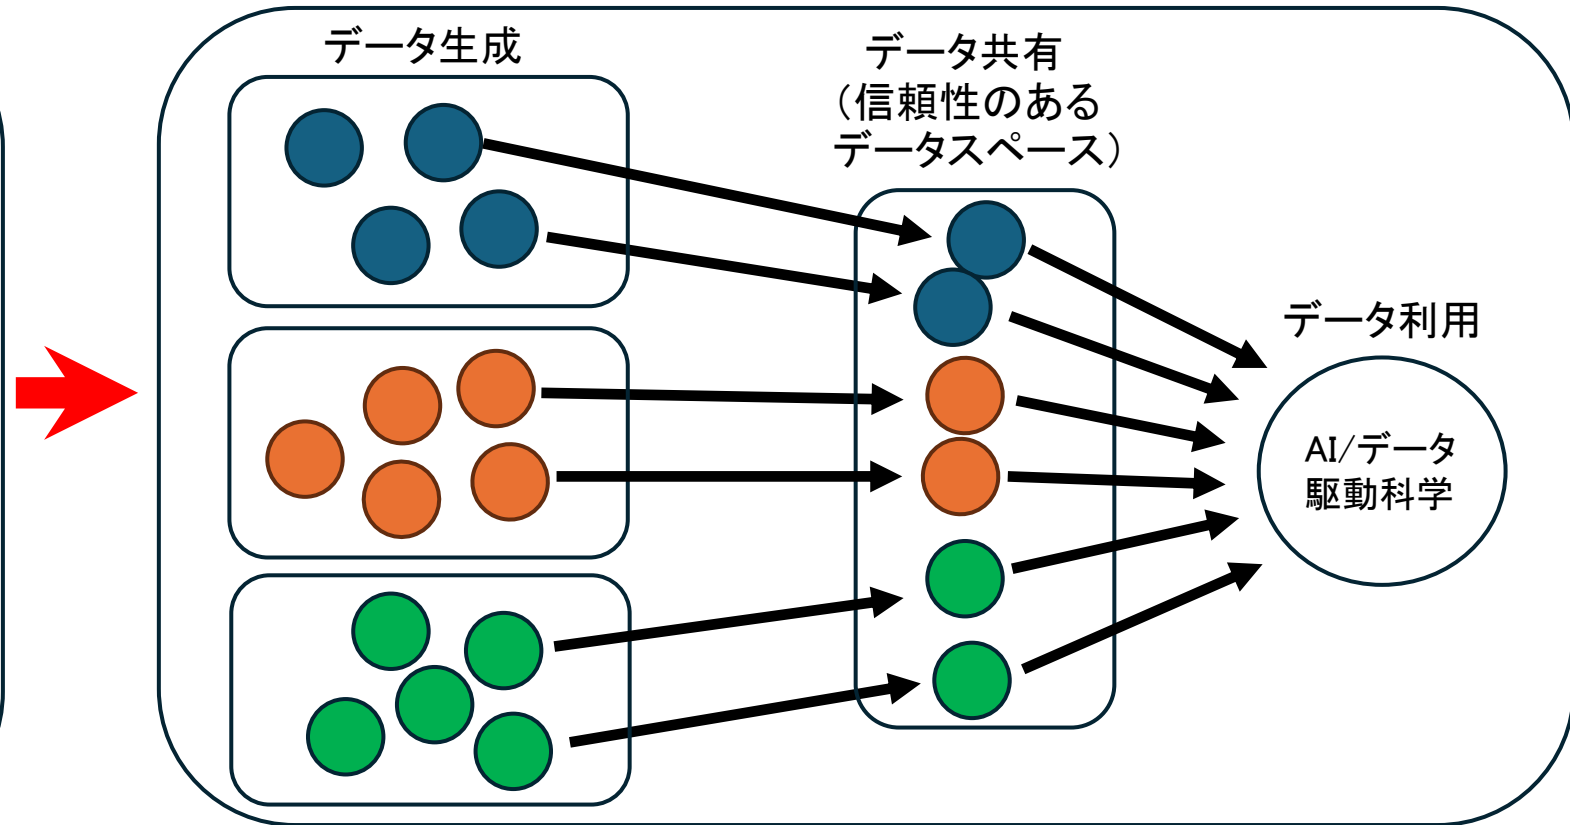 データ生成
データ共有
（信頼性のある
データスペース）
データ利用
AI/データ
駆動科学